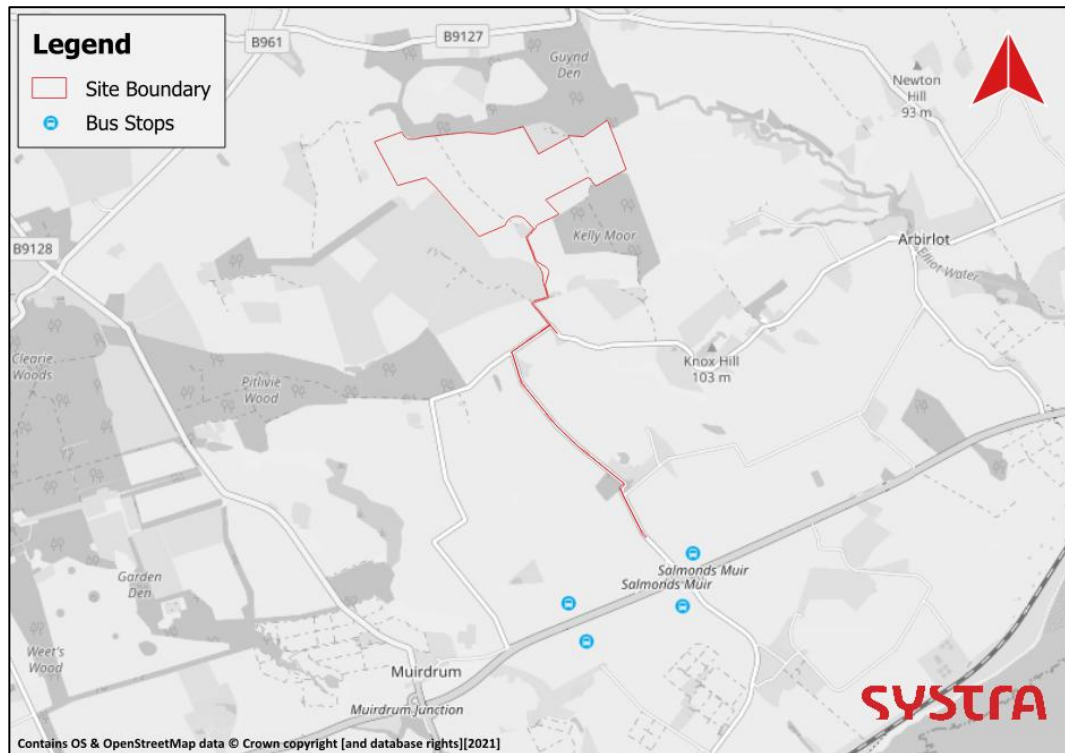 Legend
Site Boundary
Bus Stops
B961
B9127
Guynd
Den
Newton
Hill
93 m
B9128
Kelly Moor
Arbirlot
Elliot Water
Knox Hill
103 m
Clearie
Woods
Pitlivie
Wood
Salmonds Muir
Salmonds Muir
Garden
Den
Weet's
Wood
Muirdrum
Muirdrum Junction
SYSTRA
Contains OS & OpenStreetMap data © Crown copyright [and database rights][2021]